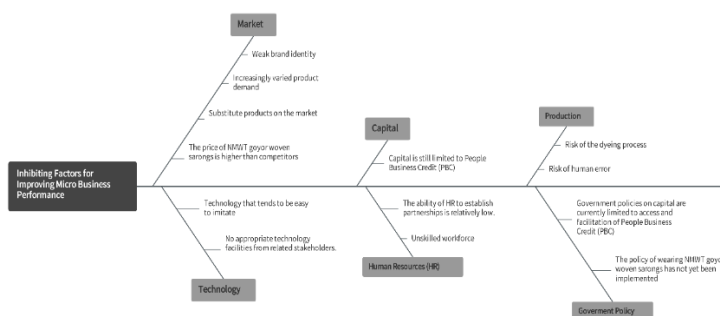 Market
Weak brand identity
Increasingly varied product
demand
Substitute products on the market
The price of NMWT goyor woven
sarongs is higher than competitors
Capital
Capital is still limited to People
Business Credit (PBC)
Production
Risk of the dyeing process
Risk of human error
Inhibiting Factors for
Improving Micro Business
Performance
Technology that tends to be easy
to imitate
No appropriate technology
facilities from related stakeholders.
Technology
The ability of HR to establish
partnerships is relatively low.
Unskilled workforce
Human Resources (HR)
Government policies on capital are
currently limited to access and
facilitation of People Business
Credit (PBC)
The policy of wearing NMWT goyor
woven sarongs has not yet been
implemented
Goverment Policy